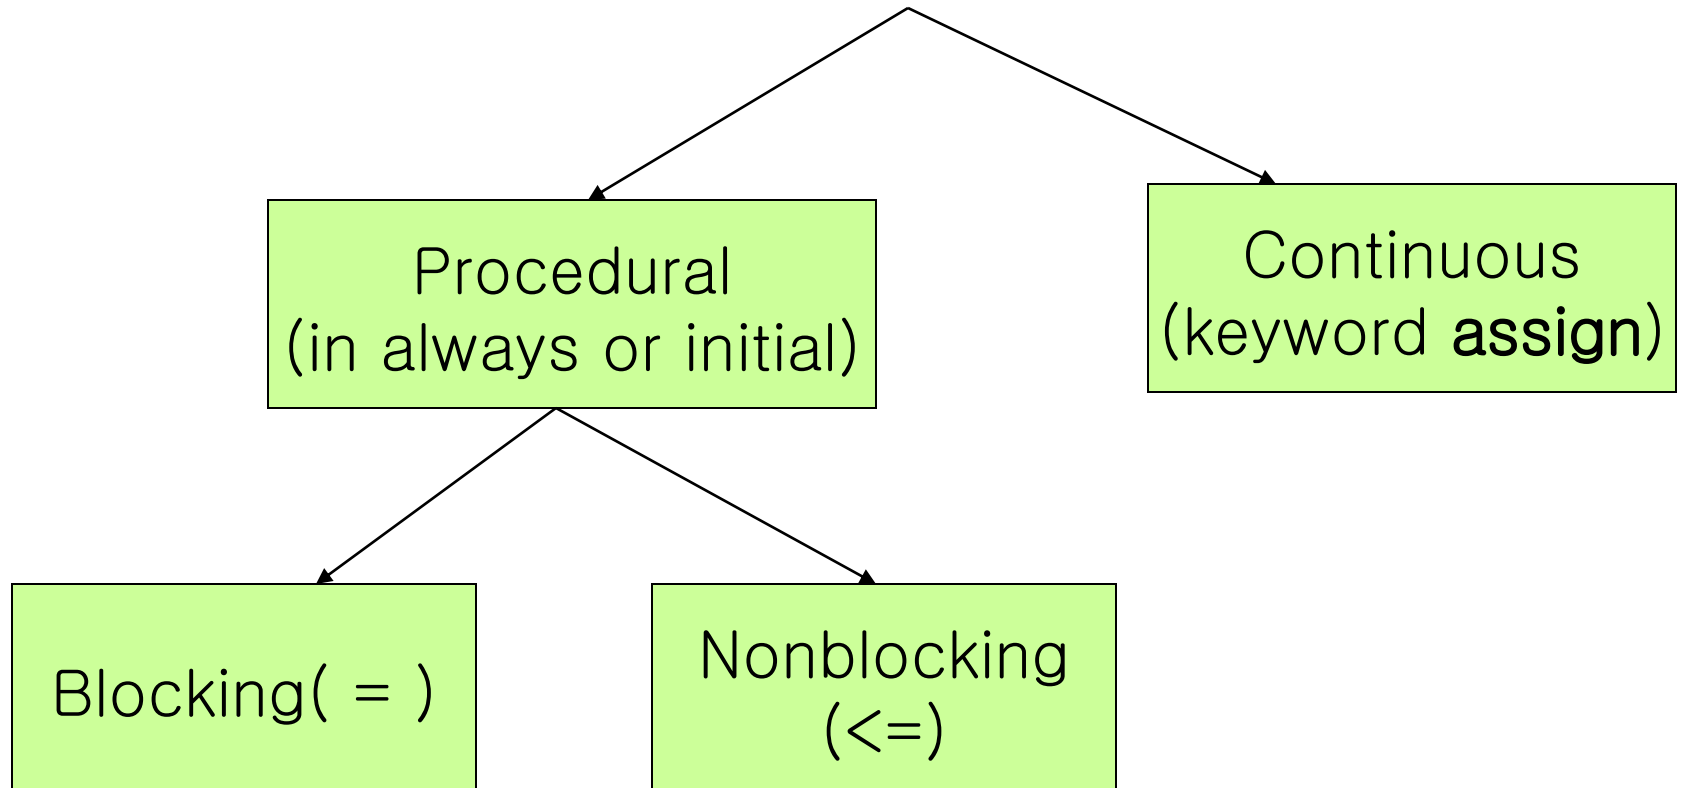 Procedural
(in always or initial)
Continuous
(keyword assign)
Blocking( = )
Nonblocking
(<=)